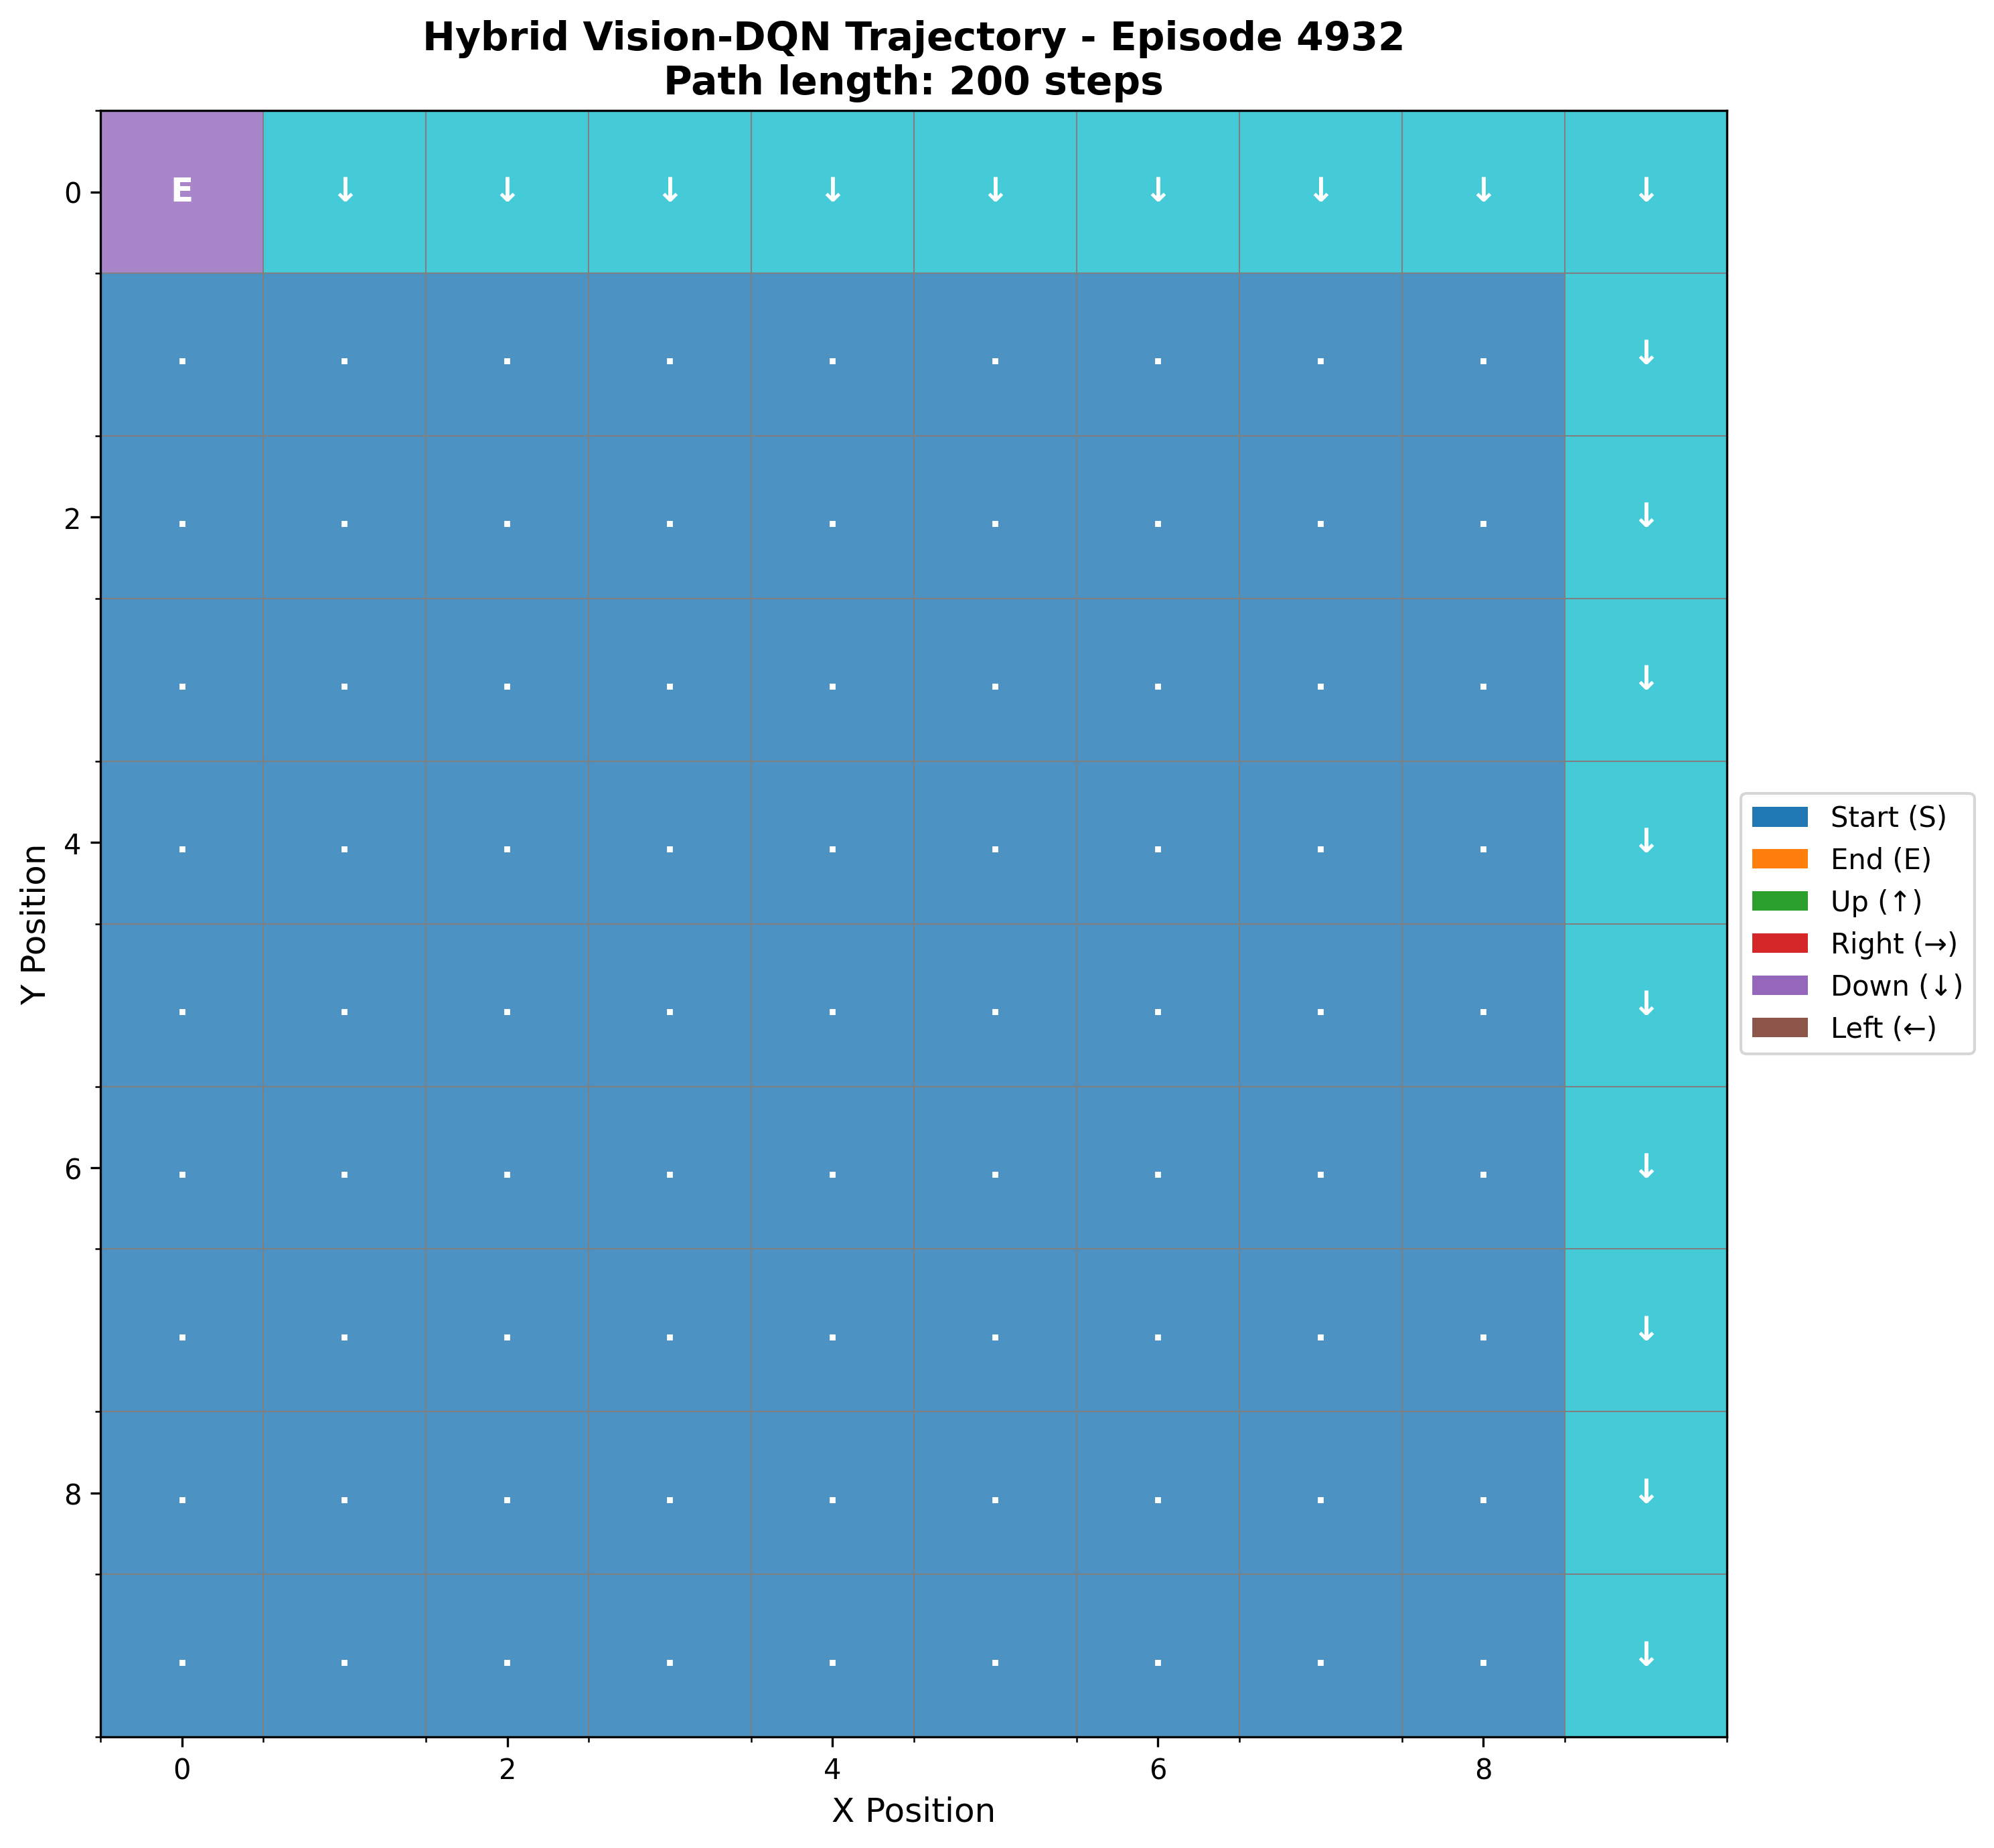 Hybrid Vision-DQN Trajectory - Episode 4932
Path length: 200 steps
E ↓ ↓ ↓ ↓ ↓ ↓ ↓ ↓ ↓
. . . . . . . . . ↓
. . . . . . . . . ↓
. . . . . . . . . ↓
. . . . . . . . . ↓
. . . . . . . . . ↓
. . . . . . . . . ↓
. . . . . . . . . ↓
. . . . . . . . . ↓
. . . . . . . . . ↓
0
2
4
6
8
Y Position
0 2 4 6 8
X Position
Start (S)
End (E)
Up (↑)
Right (→)
Down (↓)
Left (←)